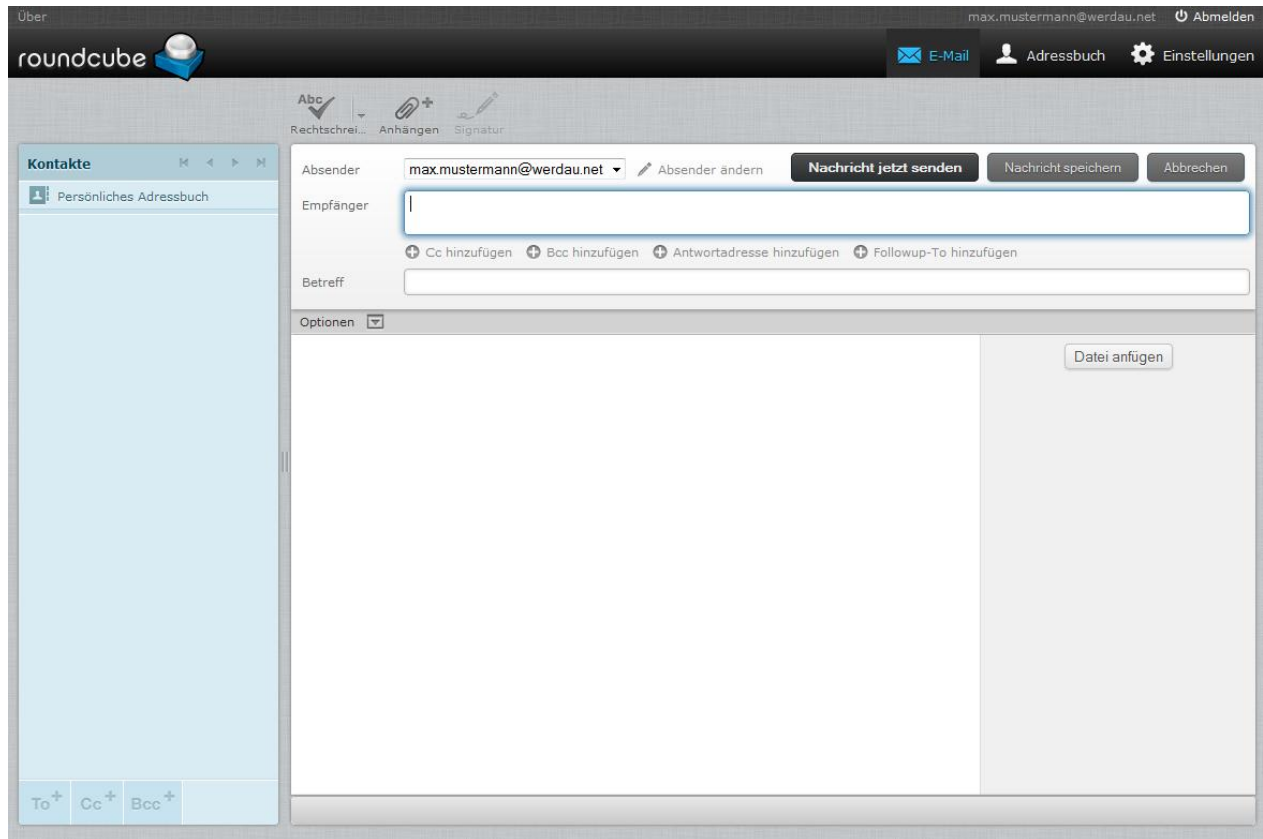 Über max.mustermann@werdau.net Abmelden
roundcube E-Mail Adressbuch Einstellungen
Abc
Rechtschrei... Anhängen Signatur
Kontakte
Persönliches Adressbuch
Absender max.mustermann@werdau.net Absender ändern Nachricht jetzt senden Nachricht speichern Abbrechen
Empfänger
Cc hinzufügen Bcc hinzufügen Antwortadresse hinzufügen Followup-To hinzufügen
Betreff
Optionen
Datei anfügen
To+ Cc+ Bcc+